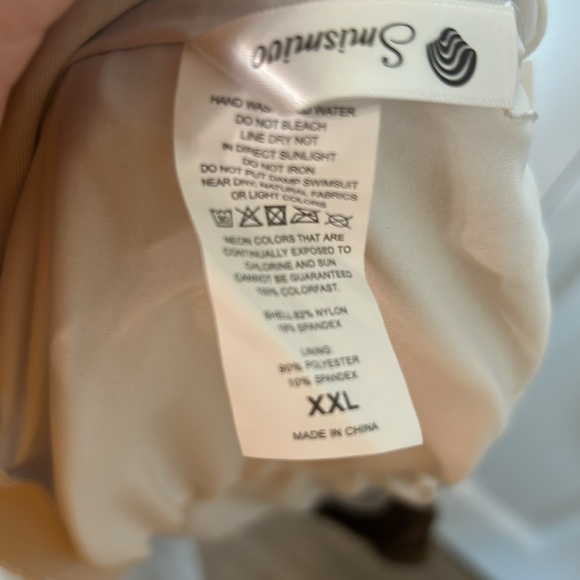 Smismivo
HAND WASH COLD WATER
DO NOT BLEACH
LINE DRY NOT
IN DIRECT SUNLIGHT
DO NOT IRON
DO NOT PUT DAMP SWIMSUIT
NEAR DRY, NATURAL FABRICS
OR LIGHT COLORS
NEON COLORS THAT ARE
CONTINUALLY EXPOSED TO
CHLORINE AND SUN
CANNOT BE GUARANTEED
100% COLORFAST.
SHELL:82% NYLON
18% SPANDEX
LINING:
90% POLYESTER
10% SPANDEX
XXL
MADE IN CHINA